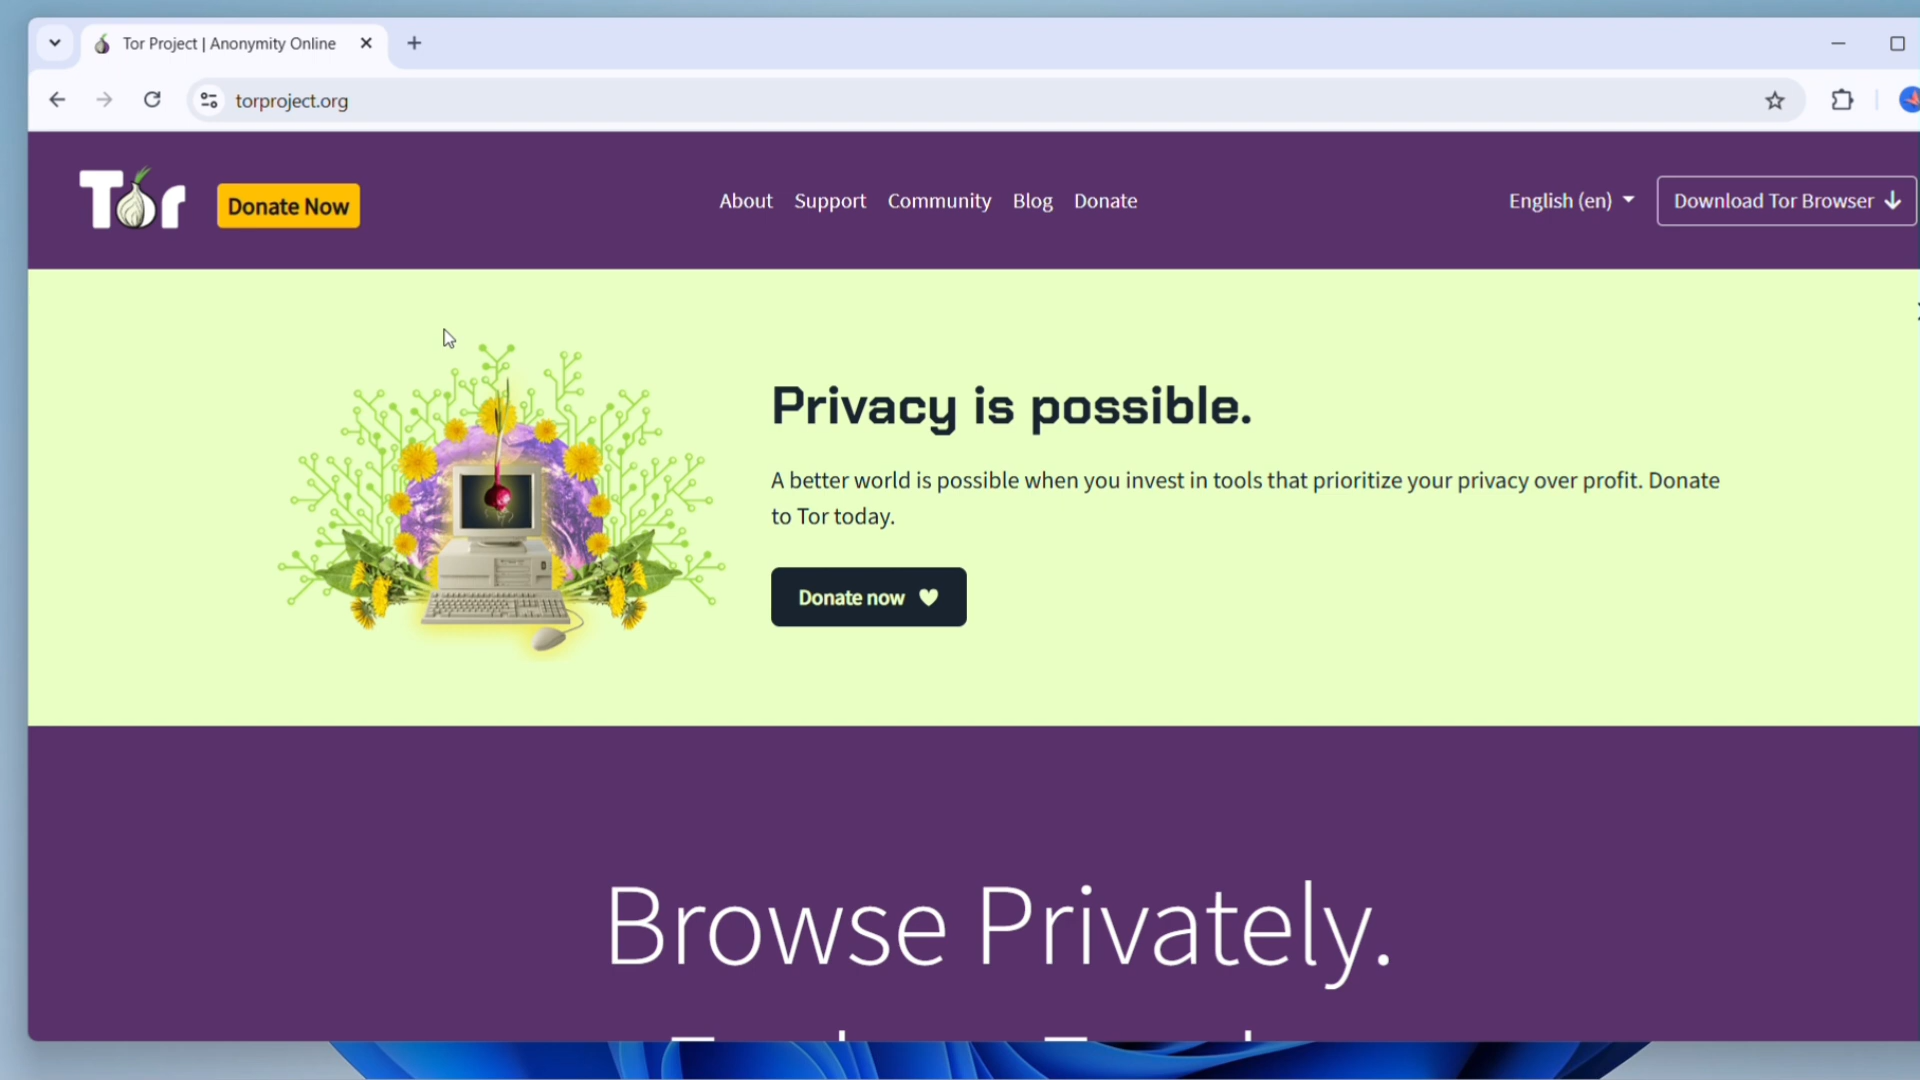 Tor Project | Anonymity Online
torproject.org
Tor
Donate Now
About Support Community Blog Donate
English (en)
Download Tor Browser
Privacy is possible.
A better world is possible when you invest in tools that prioritize your privacy over profit. Donate
to Tor today.
Donate now
Browse Privately.